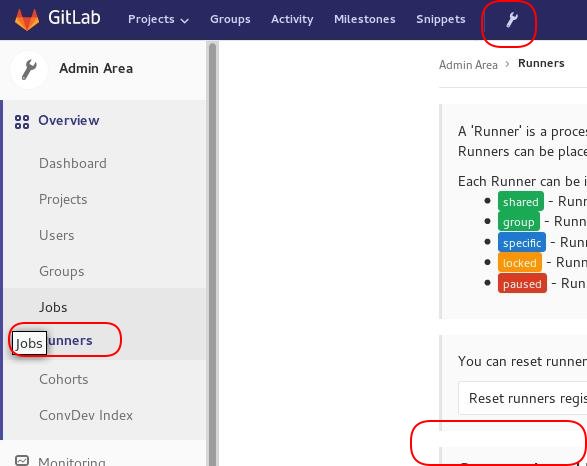 GitLab Projects Groups Activity Milestones Snippets
Admin Area
Overview
Dashboard
Projects
Users
Groups
Jobs
Jobs unners
Cohorts
ConvDev Index
Monitoring
Admin Area › Runners
A 'Runner' is a proces
Runners can be place
Each Runner can be i
• shared - Runn
• group - Runn
• specific - Runn
• locked - Runn
• paused - Run
You can reset runner
Reset runners regis